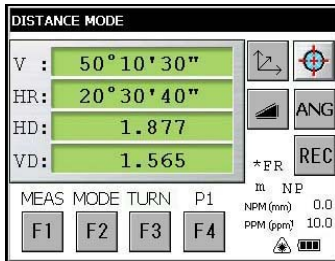 DISTANCE MODE
V : 50°10'30"
HR: 20°30'40"
HD: 1.877
VD: 1.565
ANG
REC
*FR
m NP
NPM (mm) 0.0
PPM (ppm) 10.0
MEAS MODE TURN P1
F1 F2 F3 F4